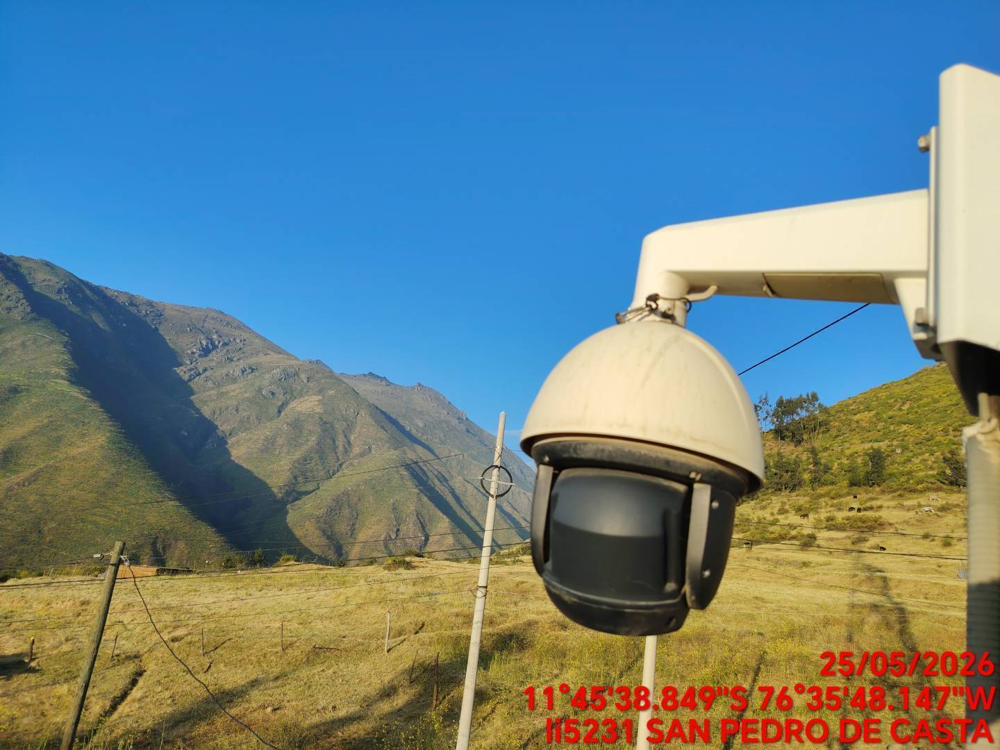 25/05/2026
11°45'38.849"S 76°35'48.147"W
li5231 SAN PEDRO DE CASTA